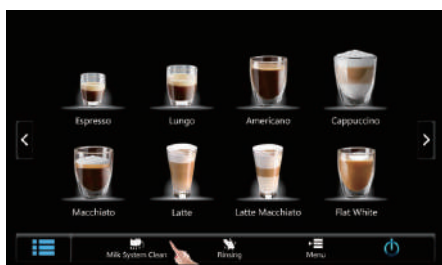 Espresso Lungo Americano Cappuccino
Macchiato Latte Latte Macchiato Flat White
Milk System Clean Rinsing Menu